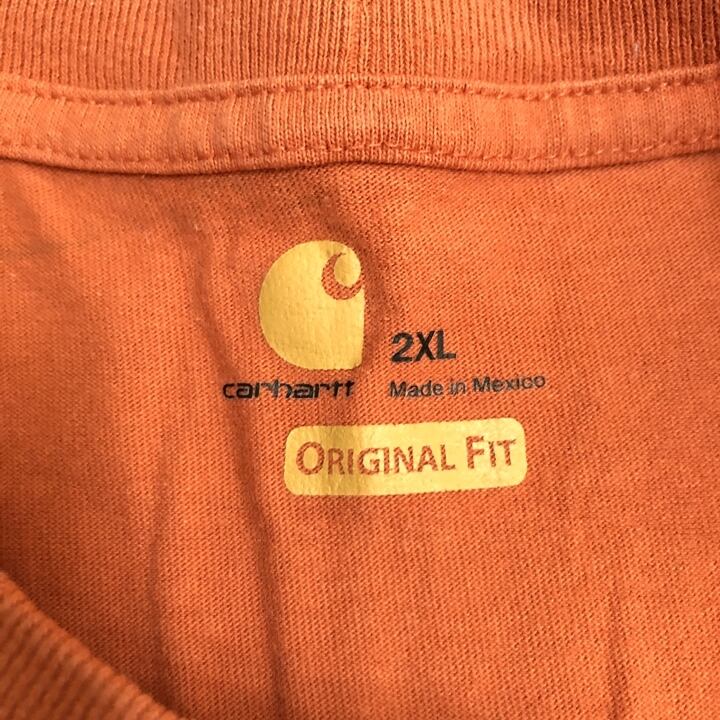 2XL
carhartt
Made in Mexico
ORIGINAL FIT